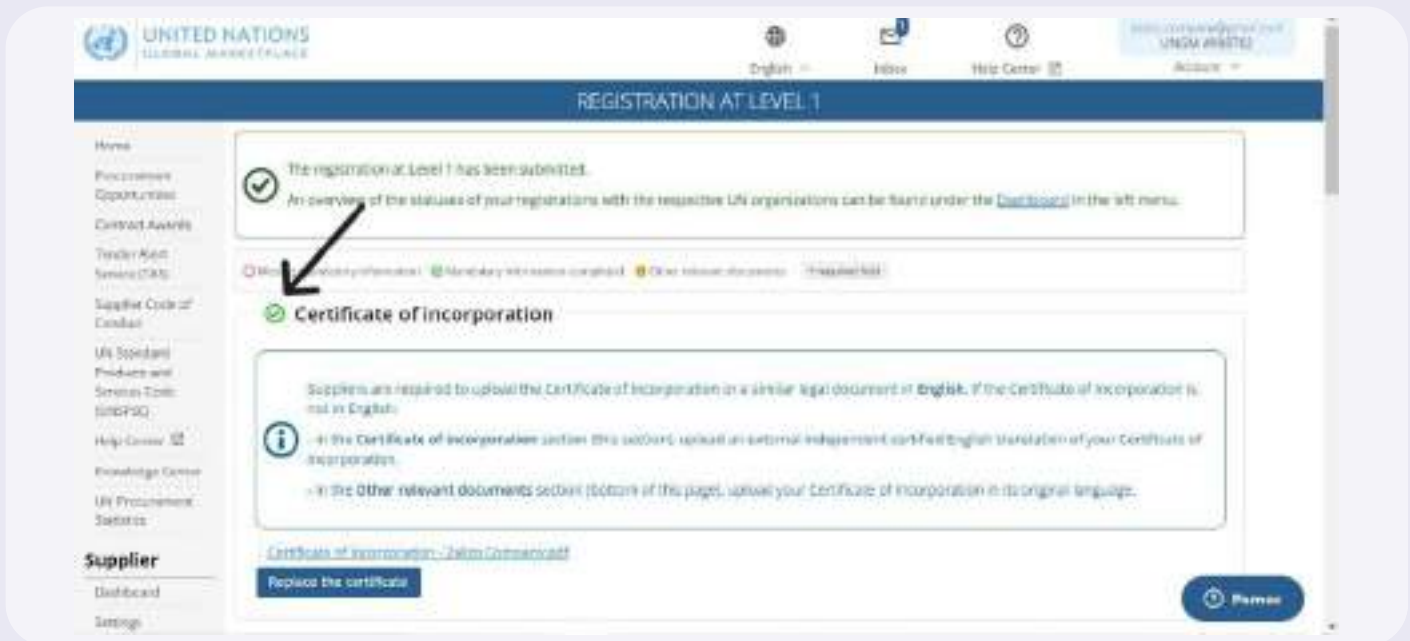 UNITED NATIONS
GLOBAL MARKETPLACE
English
Inbox
Help Center
UNGM
Account
REGISTRATION AT LEVEL 1
Home
Procurement
Opportunities
Contract Awards
Tender Alert
Service (TAS)
Supplier Code of
Conduct
UN Standard
Products and
Services Code
(UNSPSC)
Help Center
Knowledge Center
UN Procurement
Statistics
Supplier
Dashboard
Settings
The registration at Level 1 has been submitted.
An overview of the statuses of your registrations with the respective UN organizations can be found under the Dashboard in the left menu.
Mandatory information completed
Other relevant documents
* required field
Certificate of incorporation
Suppliers are required to upload the Certificate of Incorporation or a similar legal document in English. If the Certificate of Incorporation is
not in English:
- In the Certificate of incorporation section (this section), upload an external independent certified English translation of your Certificate of
Incorporation.
- In the Other relevant documents section (bottom of this page), upload your Certificate of Incorporation in its original language.
Certificate of Incorporation -
Replace the certificate